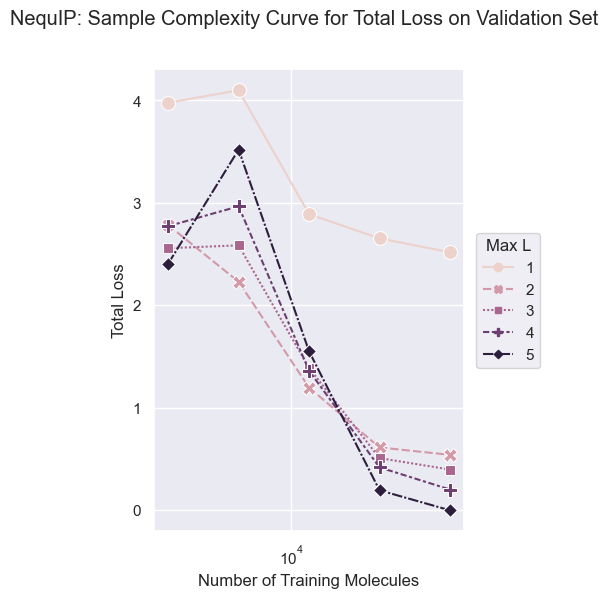 NequIP: Sample Complexity Curve for Total Loss on Validation Set
4
3
2
1
0
Total Loss
10^4
Number of Training Molecules
Max L
1
2
3
4
5